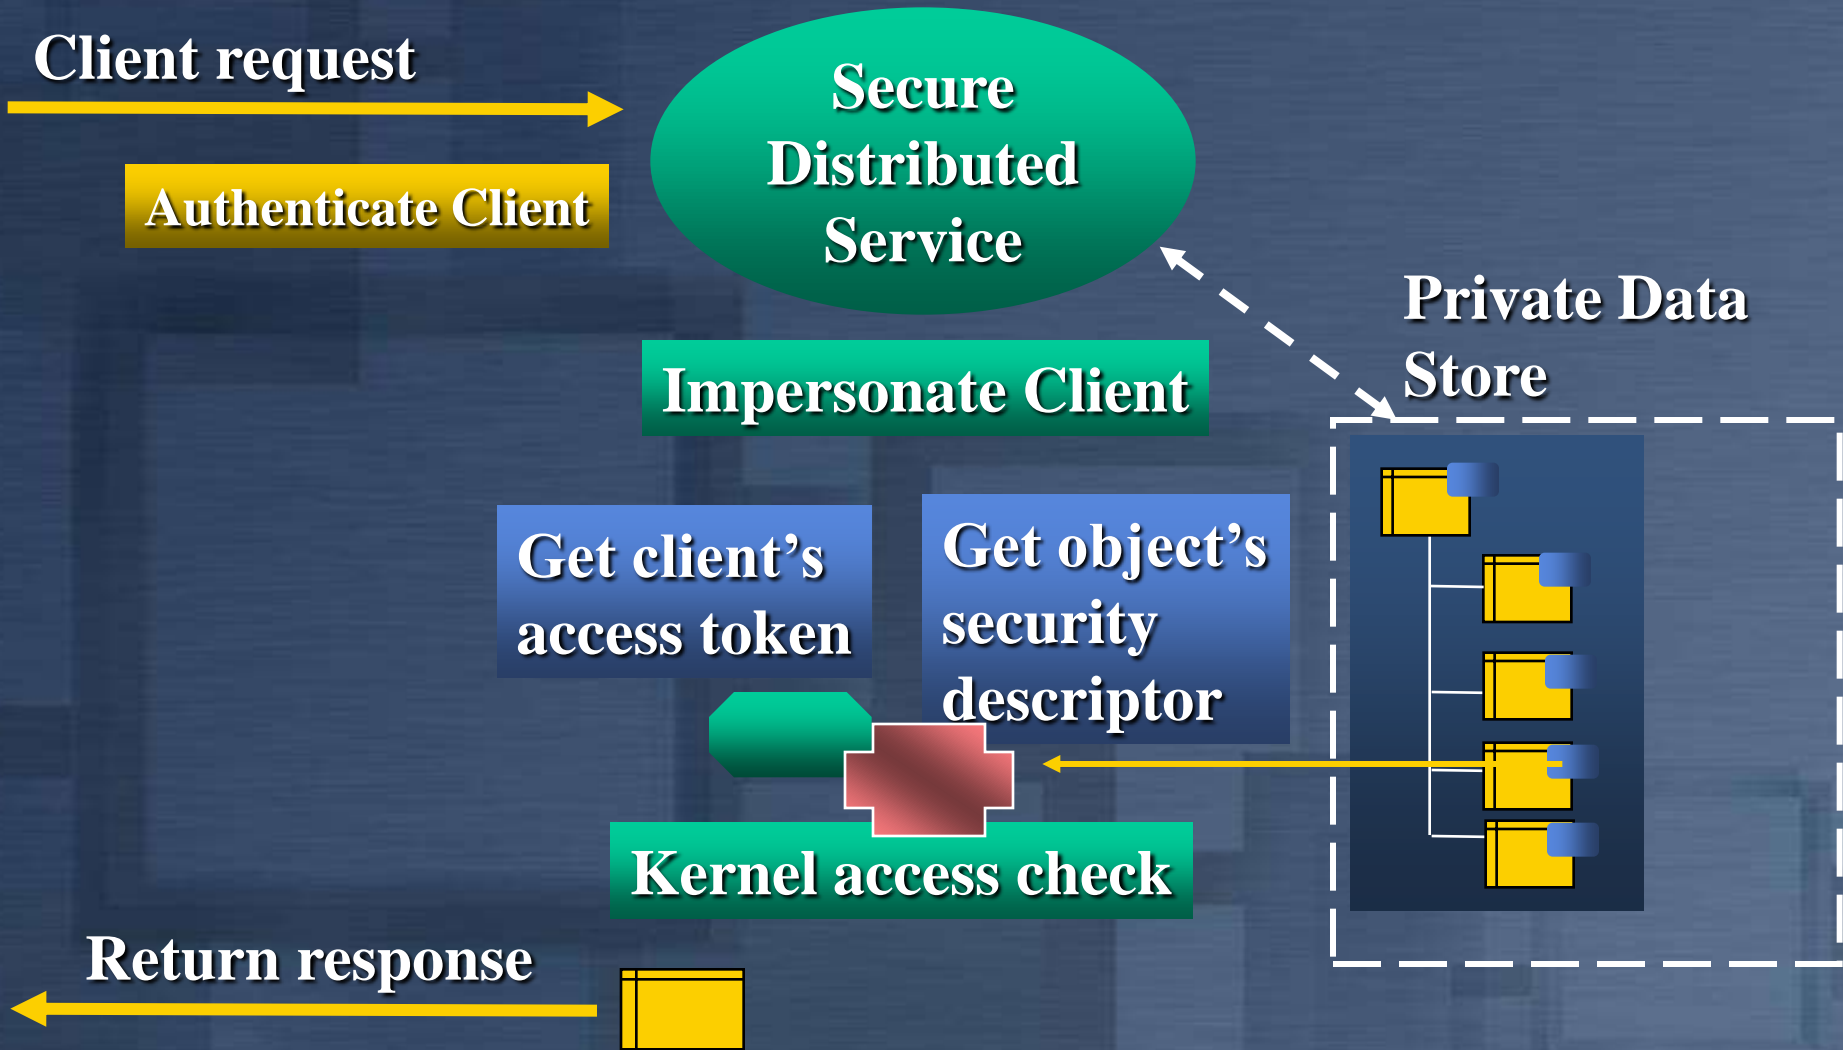 Client request
Authenticate Client
Secure
Distributed
Service
Private Data
Store
Impersonate Client
Get client’s
access token
Get object’s
security
descriptor
Kernel access check
Return response